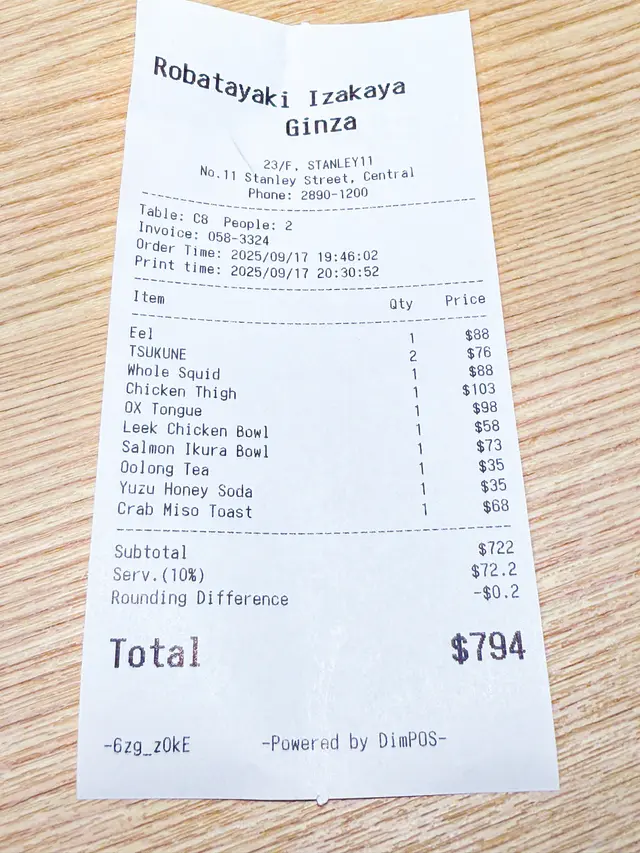 Robatayaki Izakaya
Ginza
23/F, STANLEY11
No.11 Stanley Street, Central
Phone: 2890-1200
Table: C8 People: 2
Invoice: 058-3324
Order Time: 2025/09/17 19:46:02
Print time: 2025/09/17 20:30:52
Item Qty Price
Eel 1 $88
TSUKUNE 2 $76
Whole Squid 1 $88
Chicken Thigh 1 $103
OX Tongue 1 $98
Leek Chicken Bowl 1 $58
Salmon Ikura Bowl 1 $73
Oolong Tea 1 $35
Yuzu Honey Soda 1 $35
Crab Miso Toast 1 $68
Subtotal $722
Serv.(10%) $72.2
Rounding Difference -$0.2
Total $794
-6zg_z0kE -Powered by DimPOS-